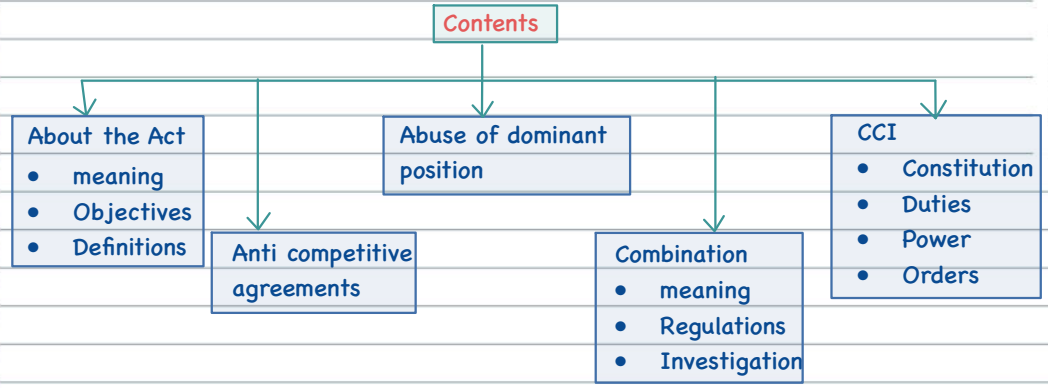 Contents
About the Act
• meaning
• Objectives
• Definitions
Anti competitive
agreements
Abuse of dominant
position
Combination
• meaning
• Regulations
• Investigation
CCI
• Constitution
• Duties
• Power
• Orders